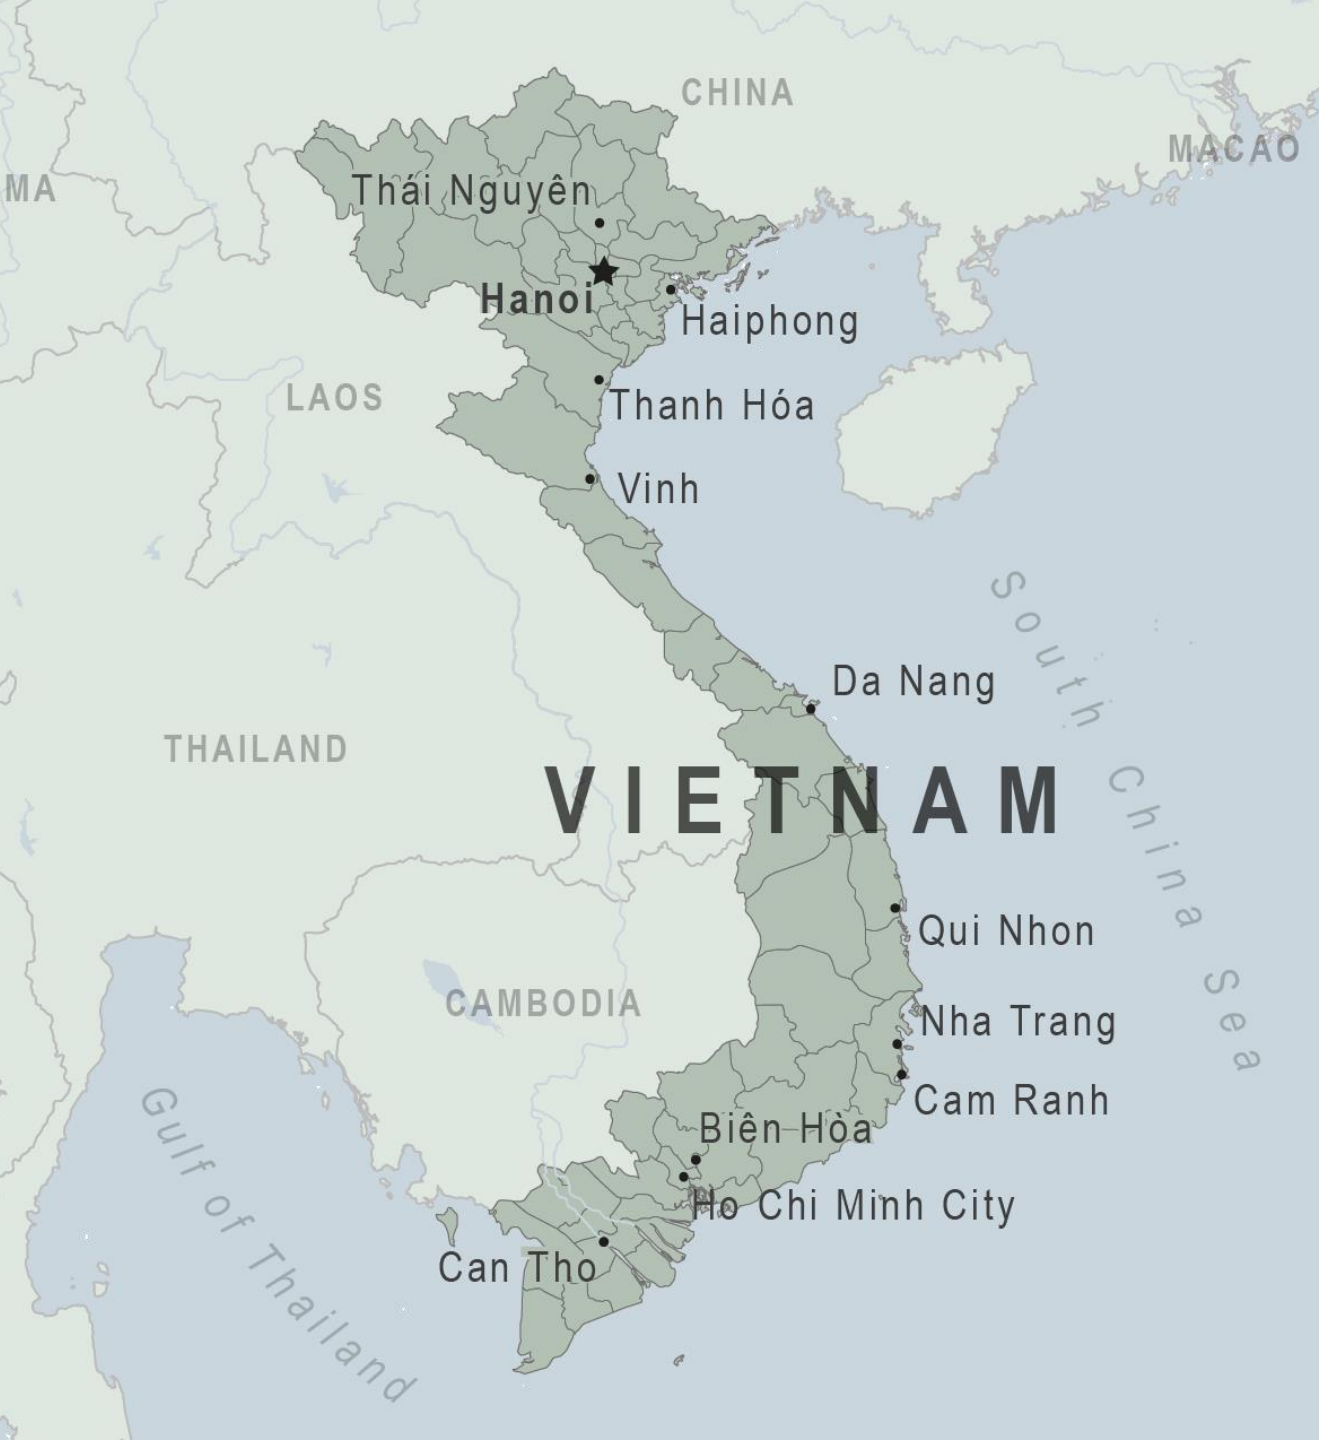 CHINA
MACAO
MA
Thái Nguyên
Hanoi
Haiphong
LAOS
Thanh Hóa
Vinh
South China Sea
Da Nang
THAILAND
VIETNAM
Qui Nhon
CAMBODIA
Nha Trang
Cam Ranh
Gulf of Thailand
Biên Hòa
Ho Chi Minh City
Can Tho